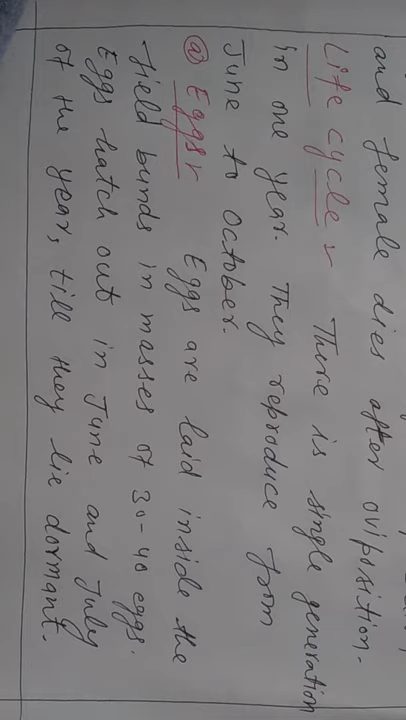 and female dies after oviposition.
Life cycle :- There is single generation
in one year. They reproduce from
June to October.
(a) Eggs :- Eggs are laid inside the
field bunds in masses of 30-40 eggs.
Eggs hatch out in June and July
of the year, till they lie dormant.